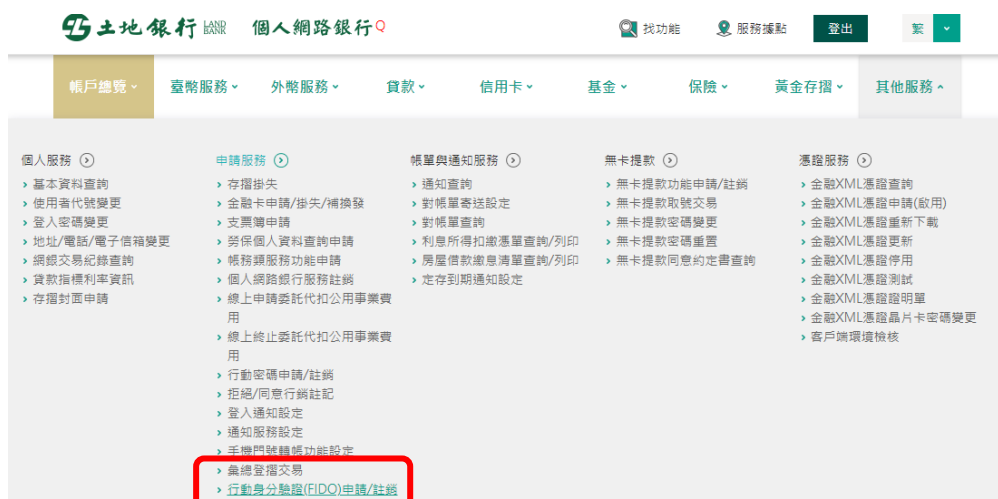 土地銀行 LAND 個人網路銀行
找功能
服務據點
登出
繁
帳戶總覽
臺幣服務
外幣服務
貸款
信用卡
基金
保險
黃金存摺
其他服務
個人服務
基本資料查詢
使用者代號變更
登入密碼變更
地址/電話/電子信箱變更
網銀交易紀錄查詢
貸款指標利率資訊
存摺封面申請
申請服務
存摺掛失
金融卡申請/掛失/補換發
支票簿申請
勞保個人資料查詢申請
帳務類服務功能申請
個人網路銀行服務註銷
線上申請委託代扣公用事業費
用
線上終止委託代扣公用事業費
用
行動密碼申請/註銷
拒絕/同意行銷註記
登入通知設定
通知服務設定
手機門號轉帳功能設定
彙總登摺交易
行動身分驗證(FIDO)申請/註銷
帳單與通知服務
通知查詢
對帳單寄送設定
對帳單查詢
利息所得扣繳憑單查詢/列印
房屋借款繳息清單查詢/列印
定存到期通知設定
無卡提款
無卡提款功能申請/註銷
無卡提款取號交易
無卡提款密碼變更
無卡提款密碼重置
無卡提款同意約定書查詢
憑證服務
金融XML憑證查詢
金融XML憑證申請(啟用)
金融XML憑證重新下載
金融XML憑證更新
金融XML憑證停用
金融XML憑證測試
金融XML憑證證明單
金融XML憑證晶片卡密碼變更
客戶端環境檢核